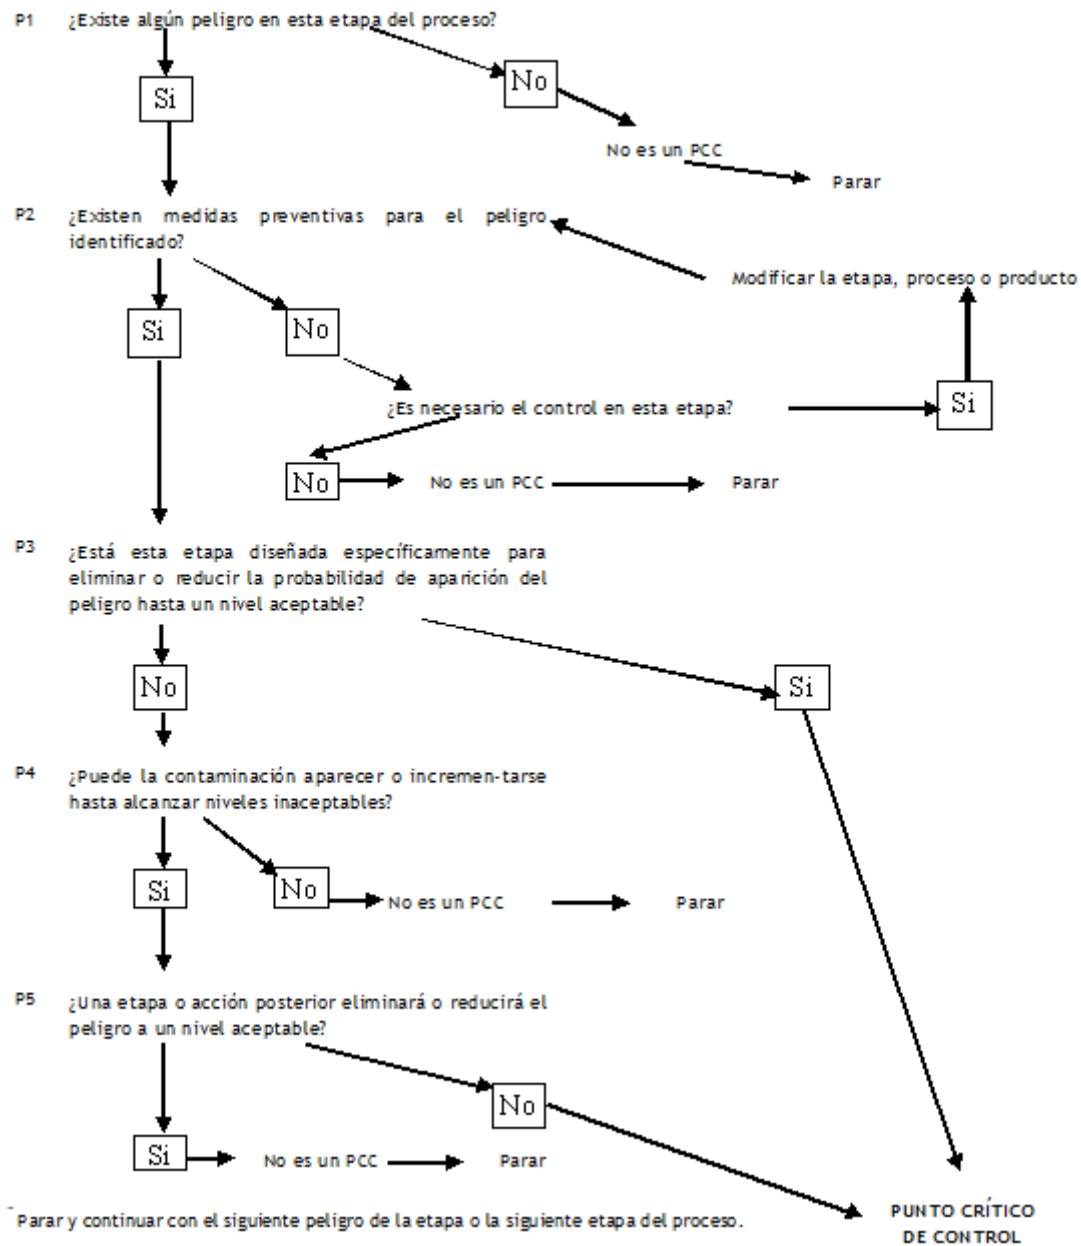 P1 ¿Existe algún peligro en esta etapa del proceso?
Si
No
No es un PCC
Parar
P2 ¿Existen medidas preventivas para el peligro
identificado?
Modificar la etapa, proceso o producto
Si
No
¿Es necesario el control en esta etapa?
Si
No
No es un PCC
Parar
P3 ¿Está esta etapa diseñada específicamente para
eliminar o reducir la probabilidad de aparición del
peligro hasta un nivel aceptable?
No
Si
P4 ¿Puede la contaminación aparecer o incremen-tarse
hasta alcanzar niveles inaceptables?
Si
No
No es un PCC
Parar
P5 ¿Una etapa o acción posterior eliminará o reducirá el
peligro a un nivel aceptable?
No
Si
No es un PCC
Parar
Parar y continuar con el siguiente peligro de la etapa o la siguiente etapa del proceso.
PUNTO CRÍTICO
DE CONTROL